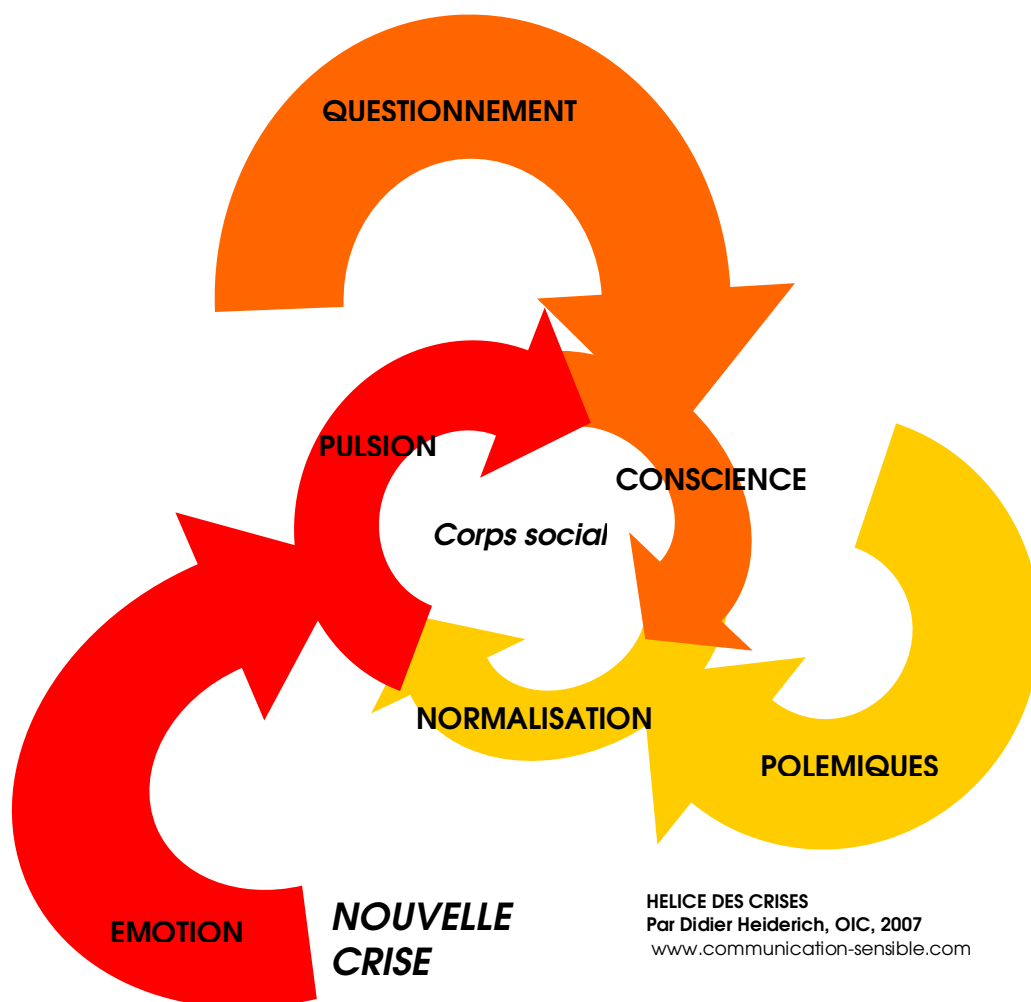 QUESTIONNEMENT
PULSION
CONSCIENCE
Corps social
NORMALISATION
POLEMIQUES
EMOTION
NOUVELLE
CRISE
HELICE DES CRISES
Par Didier Heiderich, OIC, 2007
www.communication-sensible.com